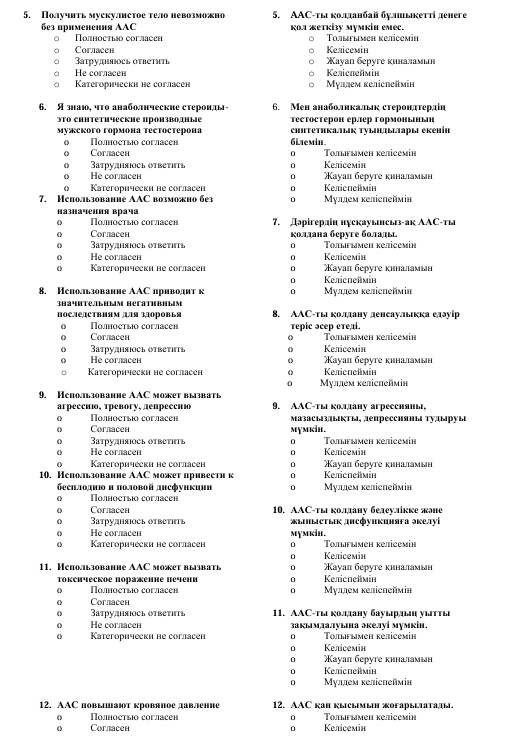 5. Получить мускулистое тело невозможно
без применения ААС
o Полностью согласен
o Согласен
o Затрудняюсь ответить
o Не согласен
o Категорически не согласен
6. Я знаю, что анаболические стероиды-
это синтетические производные
мужского гормона тестостерона
o Полностью согласен
o Согласен
o Затрудняюсь ответить
o Не согласен
o Категорически не согласен
7. Использование ААС возможно без
назначения врача
o Полностью согласен
o Согласен
o Затрудняюсь ответить
o Не согласен
o Категорически не согласен
8. Использование ААС приводит к
значительным негативным
последствиям для здоровья
o Полностью согласен
o Согласен
o Затрудняюсь ответить
o Не согласен
o Категорически не согласен
9. Использование ААС может вызвать
агрессию, тревогу, депрессию
o Полностью согласен
o Согласен
o Затрудняюсь ответить
o Не согласен
o Категорически не согласен
10. Использование ААС может привести к
бесплодию и половой дисфункции
o Полностью согласен
o Согласен
o Затрудняюсь ответить
o Не согласен
o Категорически не согласен
11. Использование ААС может вызвать
токсическое поражение печени
o Полностью согласен
o Согласен
o Затрудняюсь ответить
o Не согласен
o Категорически не согласен
12. ААС повышают кровяное давление
o Полностью согласен
o Согласен
5. ААС-ты қолданбай бұлшықетті денеге
қол жеткізу мүмкін емес.
o Толығымен келісемін
o Келісемін
o Жауап беруге қиналамын
o Келіспеймін
o Мүлдем келіспеймін
6. Мен анаболикалық стероидтердің
тестостерон ерлер гормонының
синтетикалық туындылары екенін
білемін.
o Толығымен келісемін
o Келісемін
o Жауап беруге қиналамын
o Келіспеймін
o Мүлдем келіспеймін
7. Дәрігердің нұсқауынсыз-ақ ААС-ты
қолдана беруге болады.
o Толығымен келісемін
o Келісемін
o Жауап беруге қиналамын
o Келіспеймін
o Мүлдем келіспеймін
8. ААС-ты қолдану денсаулыққа едәуір
теріс әсер етеді.
o Толығымен келісемін
o Келісемін
o Жауап беруге қиналамын
o Келіспеймін
o Мүлдем келіспеймін
9. ААС-ты қолдану агрессияны,
мазасыздықты, депрессияны тудыруы
мүмкін.
o Толығымен келісемін
o Келісемін
o Жауап беруге қиналамын
o Келіспеймін
o Мүлдем келіспеймін
10. ААС-ты қолдану бедеулікке және
жыныстық дисфункцияға әкелуі
мүмкін.
o Толығымен келісемін
o Келісемін
o Жауап беруге қиналамын
o Келіспеймін
o Мүлдем келіспеймін
11. ААС-ты қолдану бауырдың уытты
зақымдалуына әкелуі мүмкін.
o Толығымен келісемін
o Келісемін
o Жауап беруге қиналамын
o Келіспеймін
o Мүлдем келіспеймін
12. ААС қан қысымын жоғарылатады.
o Толығымен келісемін
o Келісемін